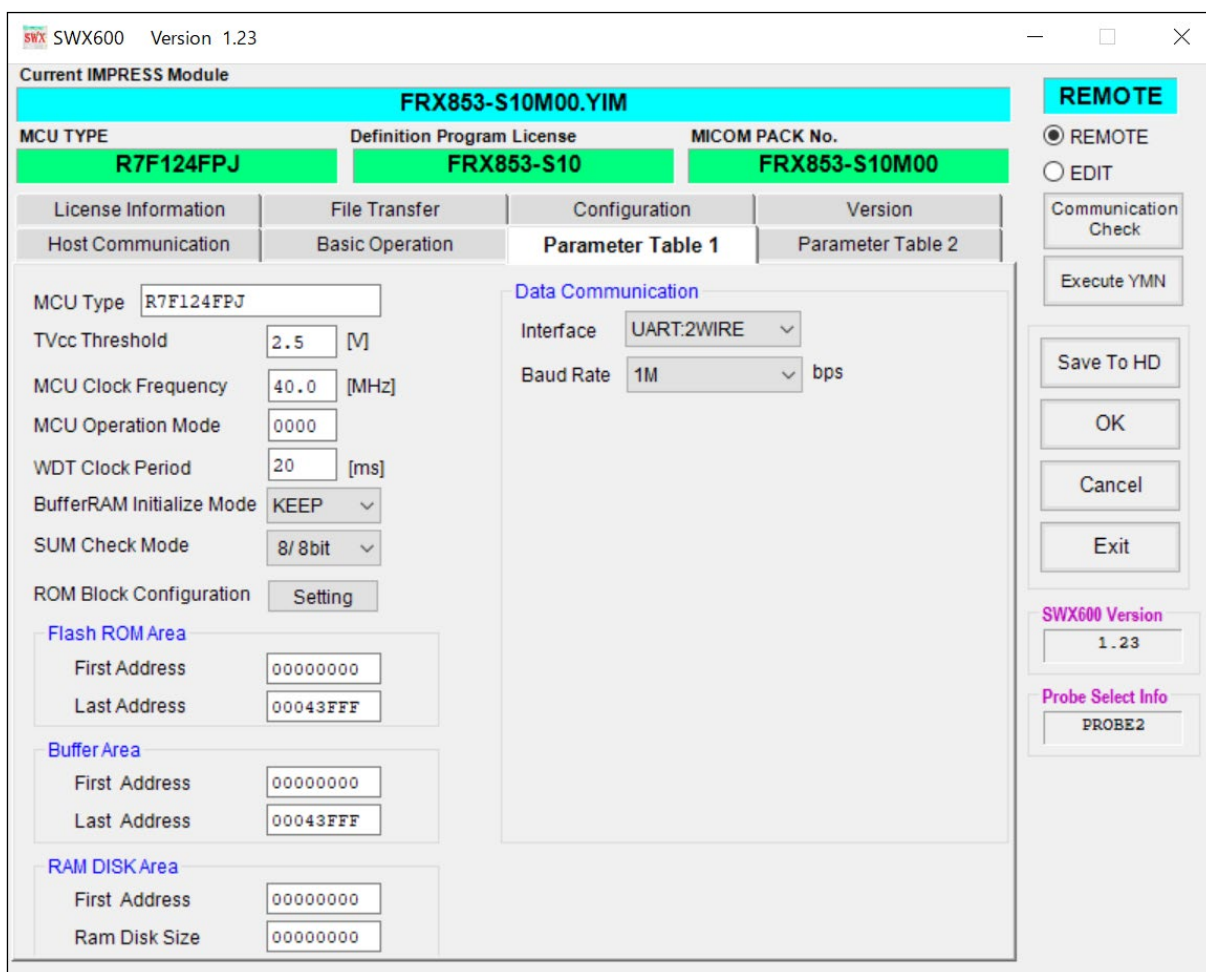 SWX SWX600 Version 1.23
Current IMPRESS Module
FRX853-S10M00.YIM
MCU TYPE Definition Program License MICOM PACK No.
R7F124FPJ FRX853-S10 FRX853-S10M00
License Information File Transfer Configuration Version
Host Communication Basic Operation Parameter Table 1 Parameter Table 2
MCU Type R7F124FPJ
TVcc Threshold 2.5 [V]
MCU Clock Frequency 40.0 [MHz]
MCU Operation Mode 0000
WDT Clock Period 20 [ms]
BufferRAM Initialize Mode KEEP
SUM Check Mode 8/ 8bit
ROM Block Configuration Setting
Flash ROM Area
First Address 00000000
Last Address 00043FFF
Buffer Area
First Address 00000000
Last Address 00043FFF
RAM DISK Area
First Address 00000000
Ram Disk Size 00000000
Data Communication
Interface UART:2WIRE
Baud Rate 1M bps
REMOTE
REMOTE
EDIT
Communication
Check
Execute YMN
Save To HD
OK
Cancel
Exit
SWX600 Version
1.23
Probe Select Info
PROBE2